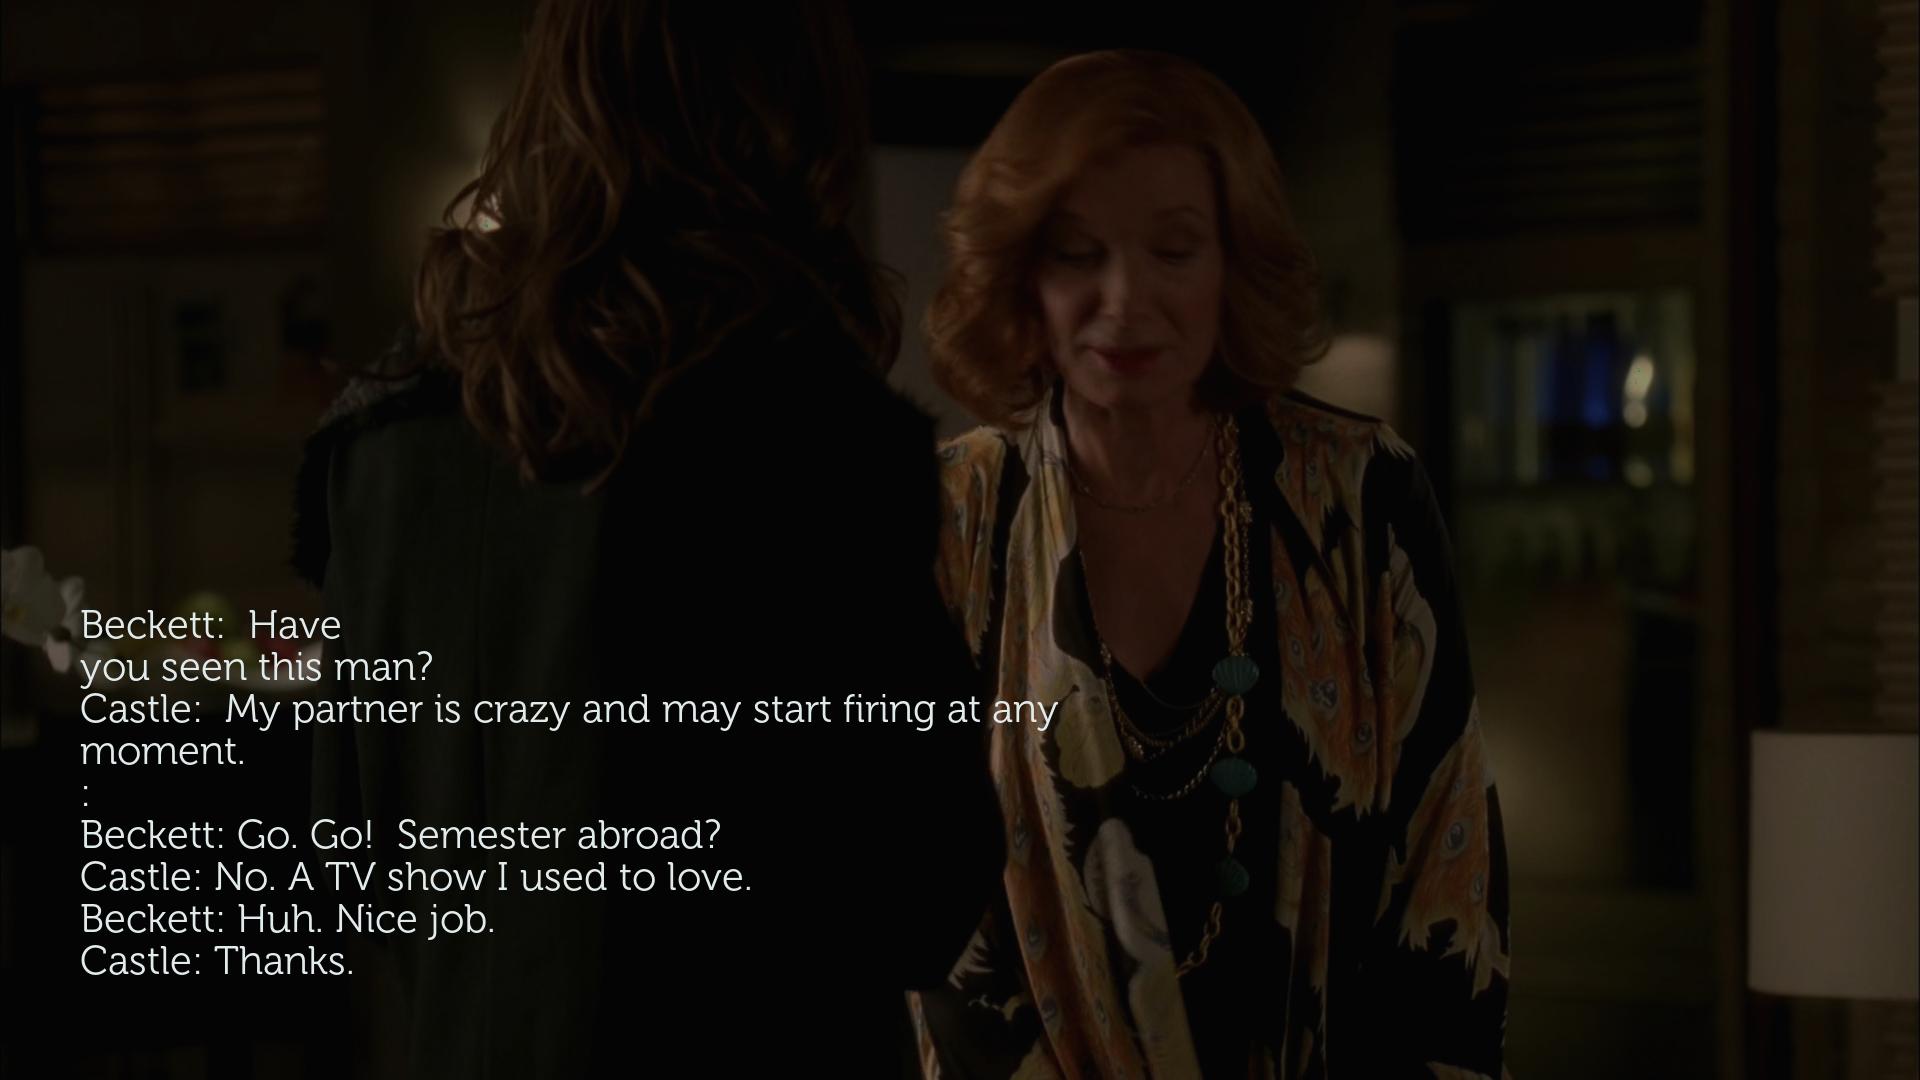 Beckett:  Have
you seen this man?
Castle:  My partner is crazy and may start firing at any
moment.
:
Beckett: Go. Go!  Semester abroad?
Castle: No. A TV show I used to love.
Beckett: Huh. Nice job.
Castle: Thanks.